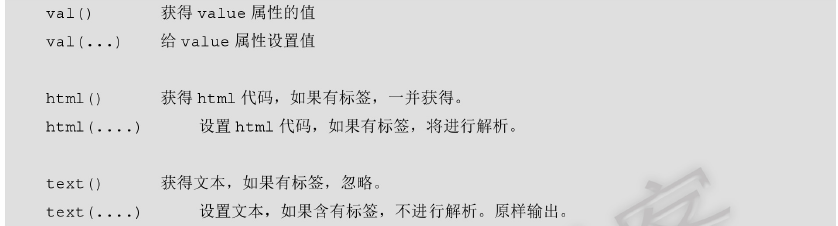 val() 获得 value 属性的值
val(...) 给 value 属性设置值
html() 获得 html 代码，如果有标签，一并获得。
html(....) 设置 html 代码，如果有标签，将进行解析。
text() 获得文本，如果有标签，忽略。
text(....) 设置文本，如果含有标签，不进行解析。原样输出。
客